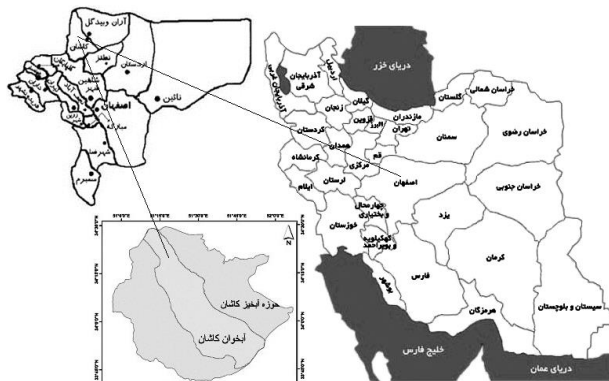 آران وبیدگل
کاشان
نطنز
اردستان
نائین
اصفهان
مبارکه
شهرضا
سمیرم
دریای خزر
آذربایجان غربی
آذربایجان شرقی
اردبیل
گیلان
زنجان
قزوین
البرز
مازندران
تهران
گلستان
خراسان شمالی
خراسان رضوی
سمنان
کردستان
همدان
قم
مرکزی
کرمانشاه
لرستان
ایلام
اصفهان
خراسان جنوبی
یزد
چهارمحال و بختیاری
خوزستان
کهگیلویه و بویراحمد
فارس
کرمان
بوشهر
هرمزگان
سیستان و بلوچستان
خلیج فارس
دریای عمان
N
حوزه آبخیز کاشان
آبخوان کاشان